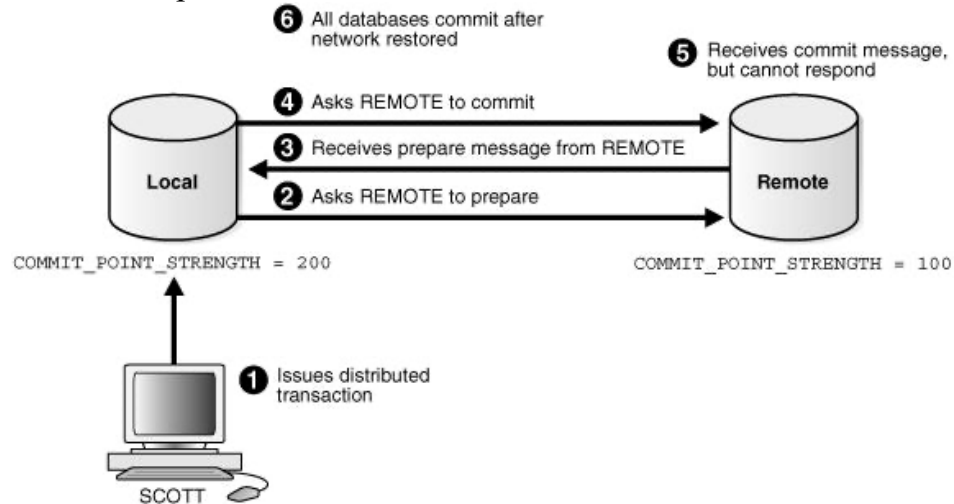 6 All databases commit after
network restored
5 Receives commit message,
but cannot respond
4 Asks REMOTE to commit
3 Receives prepare message from REMOTE
Local
Remote
2 Asks REMOTE to prepare
COMMIT_POINT_STRENGTH = 200
COMMIT_POINT_STRENGTH = 100
1 Issues distributed
transaction
SCOTT